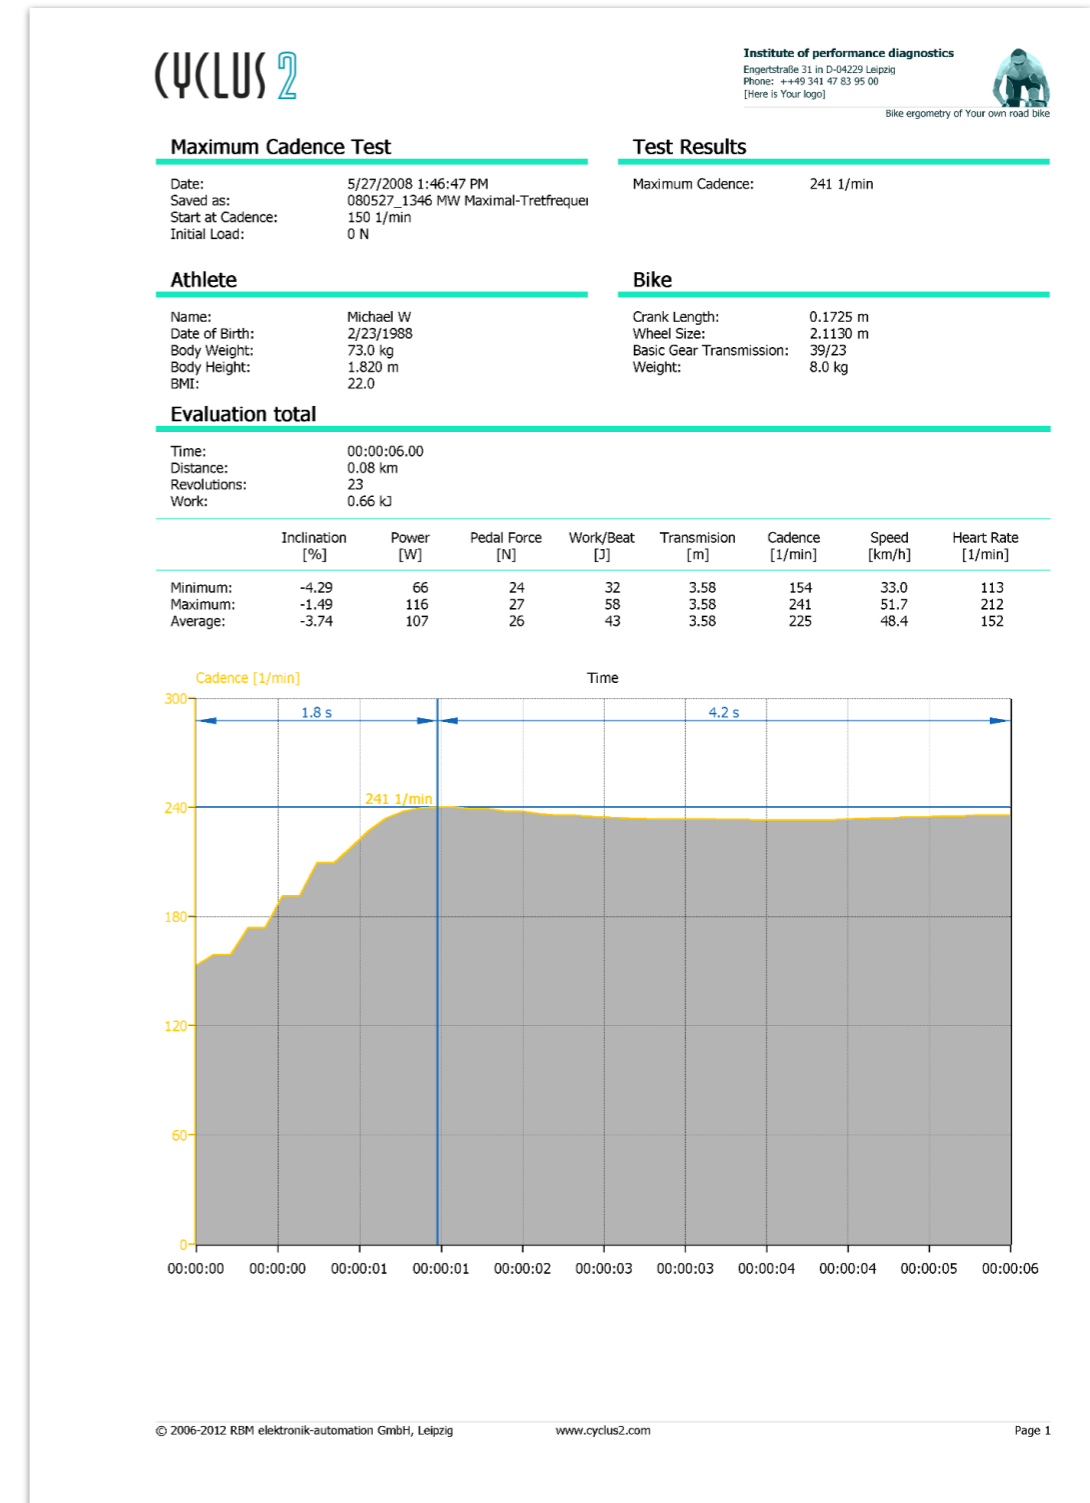 CYCLUS 2
Institute of performance diagnostics
Engertstraße 31 in D-04229 Leipzig
Phone: ++49 341 47 83 95 00
[Here is Your logo]
Bike ergometry of Your own road bike
Maximum Cadence Test
Date: 5/27/2008 1:46:47 PM
Saved as: 080527_1346 MW Maximal-Tretfrequen
Start at Cadence: 150 1/min
Initial Load: 0 N
Test Results
Maximum Cadence: 241 1/min
Athlete
Name: Michael W
Date of Birth: 2/23/1988
Body Weight: 73.0 kg
Body Height: 1.820 m
BMI: 22.0
Bike
Crank Length: 0.1725 m
Wheel Size: 2.1130 m
Basic Gear Transmission: 39/23
Weight: 8.0 kg
Evaluation total
Time: 00:00:06.00
Distance: 0.08 km
Revolutions: 23
Work: 0.66 kJ
Inclination Power Pedal Force Work/Beat Transmision Cadence Speed Heart Rate
[%] [W] [N] [J] [m] [1/min] [km/h] [1/min]
Minimum: -4.29 66 24 32 3.58 154 33.0 113
Maximum: -1.49 116 27 58 3.58 241 51.7 212
Average: -3.74 107 26 43 3.58 225 48.4 152
Cadence [1/min] Time
300
1.8 s 4.2 s
241 1/min
240
180
120
60
0
00:00:00 00:00:00 00:00:01 00:00:01 00:00:02 00:00:03 00:00:03 00:00:04 00:00:04 00:00:05 00:00:06
© 2006-2012 RBM elektronik-automation GmbH, Leipzig www.cyclus2.com Page 1